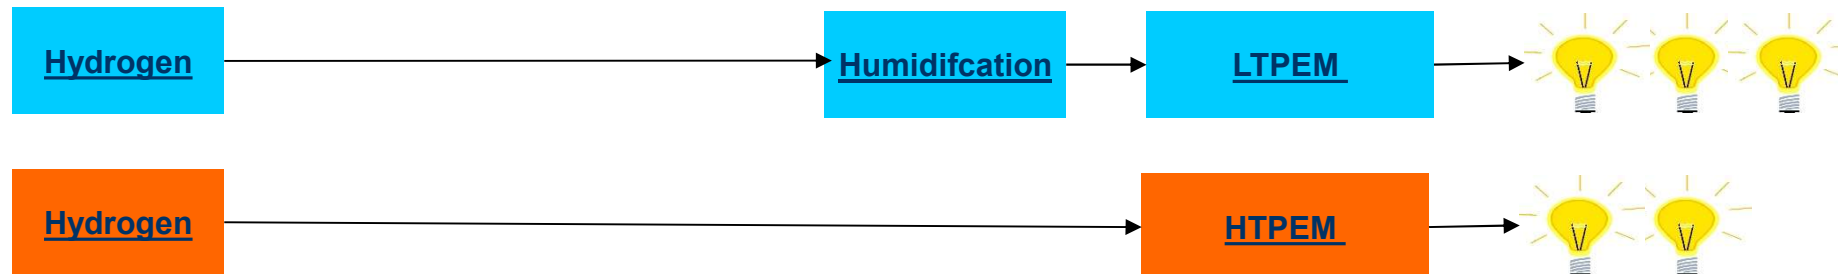 Hydrogen
Humidifcation
LTPEM
Hydrogen
HTPEM